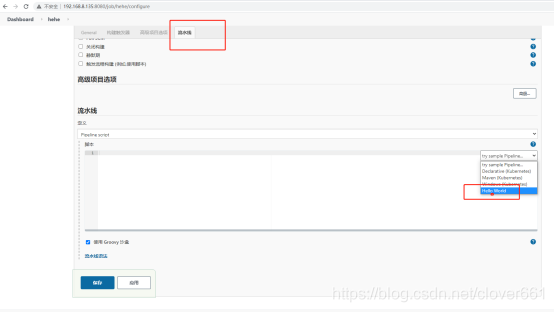 不安全 | 192.168.8.135:8080/job/hehe/configure
Dashboard hehe
General 构建触发器 高级项目选项 流水线
关闭构建
静默期
触发远程构建 (例如,使用脚本)
高级项目选项
高级...
流水线
定义
Pipeline script
脚本
1
try sample Pipeline...
try sample Pipeline...
Declarative (Kubernetes)
Maven (Kubernetes)
Windows (Kubernetes)
Hello World
使用 Groovy 沙盒
流水线语法
保存 应用
https://blog.csdn.net/clover661